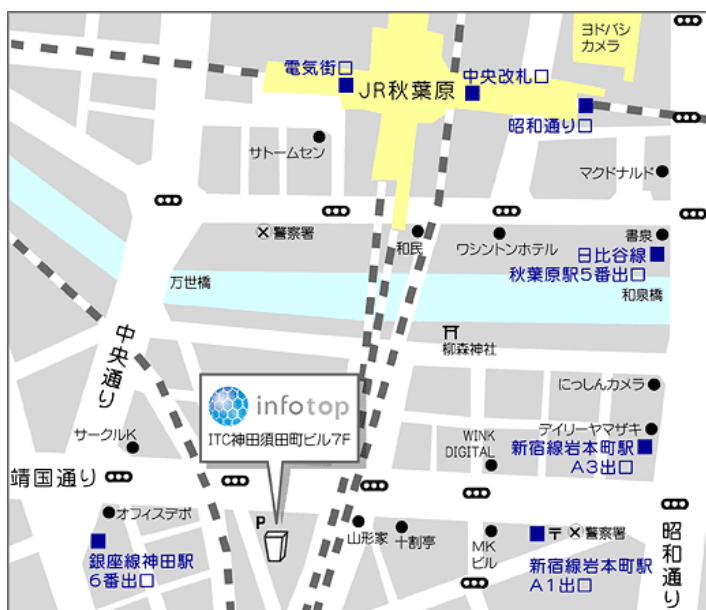 ヨドバシ
カメラ
電気街口
JR秋葉原
中央改札口
昭和通り口
サトームセン
マクドナルド
警察署
和民
ワシントンホテル
書泉
日比谷線
秋葉原駅5番出口
万世橋
和泉橋
柳森神社
中央通り
infotop
ITC神田須田町ビル7F
にっしんカメラ
サークルK
WINK
DIGITAL
デイリーヤマザキ
新宿線岩本町駅
A3出口
靖国通り
オフィスデポ
P
山形家
十割亭
MK
ビル
〒
警察署
昭和通り
銀座線神田駅
6番出口
新宿線岩本町駅
A1出口